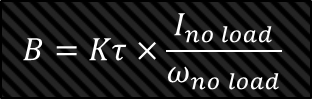 B = Kτ × I_no load / ω_no load